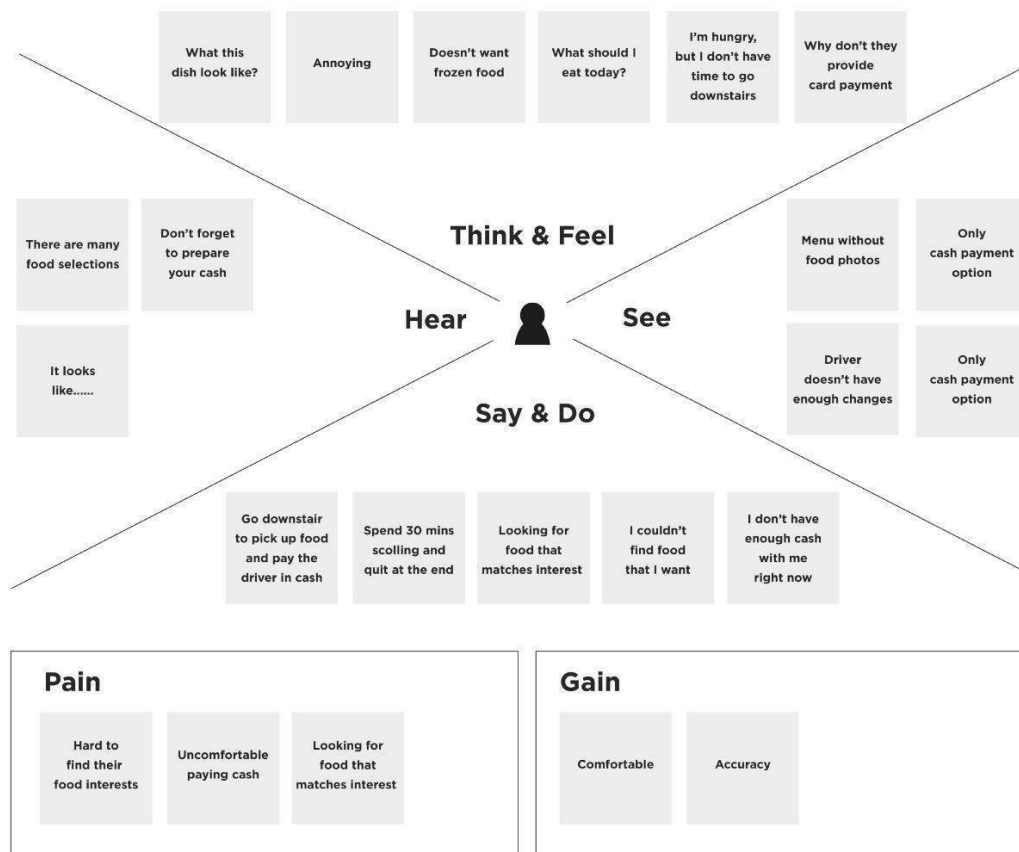 What this
dish look like?
Annoying
Doesn't want
frozen food
What should I
eat today?
I'm hungry,
but I don't have
time to go
downstairs
Why don't they
provide
card payment
Think & Feel
There are many
food selections
Don't forget
to prepare
your cash
It looks
like......
Hear
See
Menu without
food photos
Only
cash payment
option
Driver
doesn't have
enough changes
Only
cash payment
option
Say & Do
Go downstair
to pick up food
and pay the
driver in cash
Spend 30 mins
scolling and
quit at the end
Looking for
food that
matches interest
I couldn't
find food
that I want
I don't have
enough cash
with me
right now
Pain
Hard to
find their
food interests
Uncomfortable
paying cash
Looking for
food that
matches interest
Gain
Comfortable
Accuracy